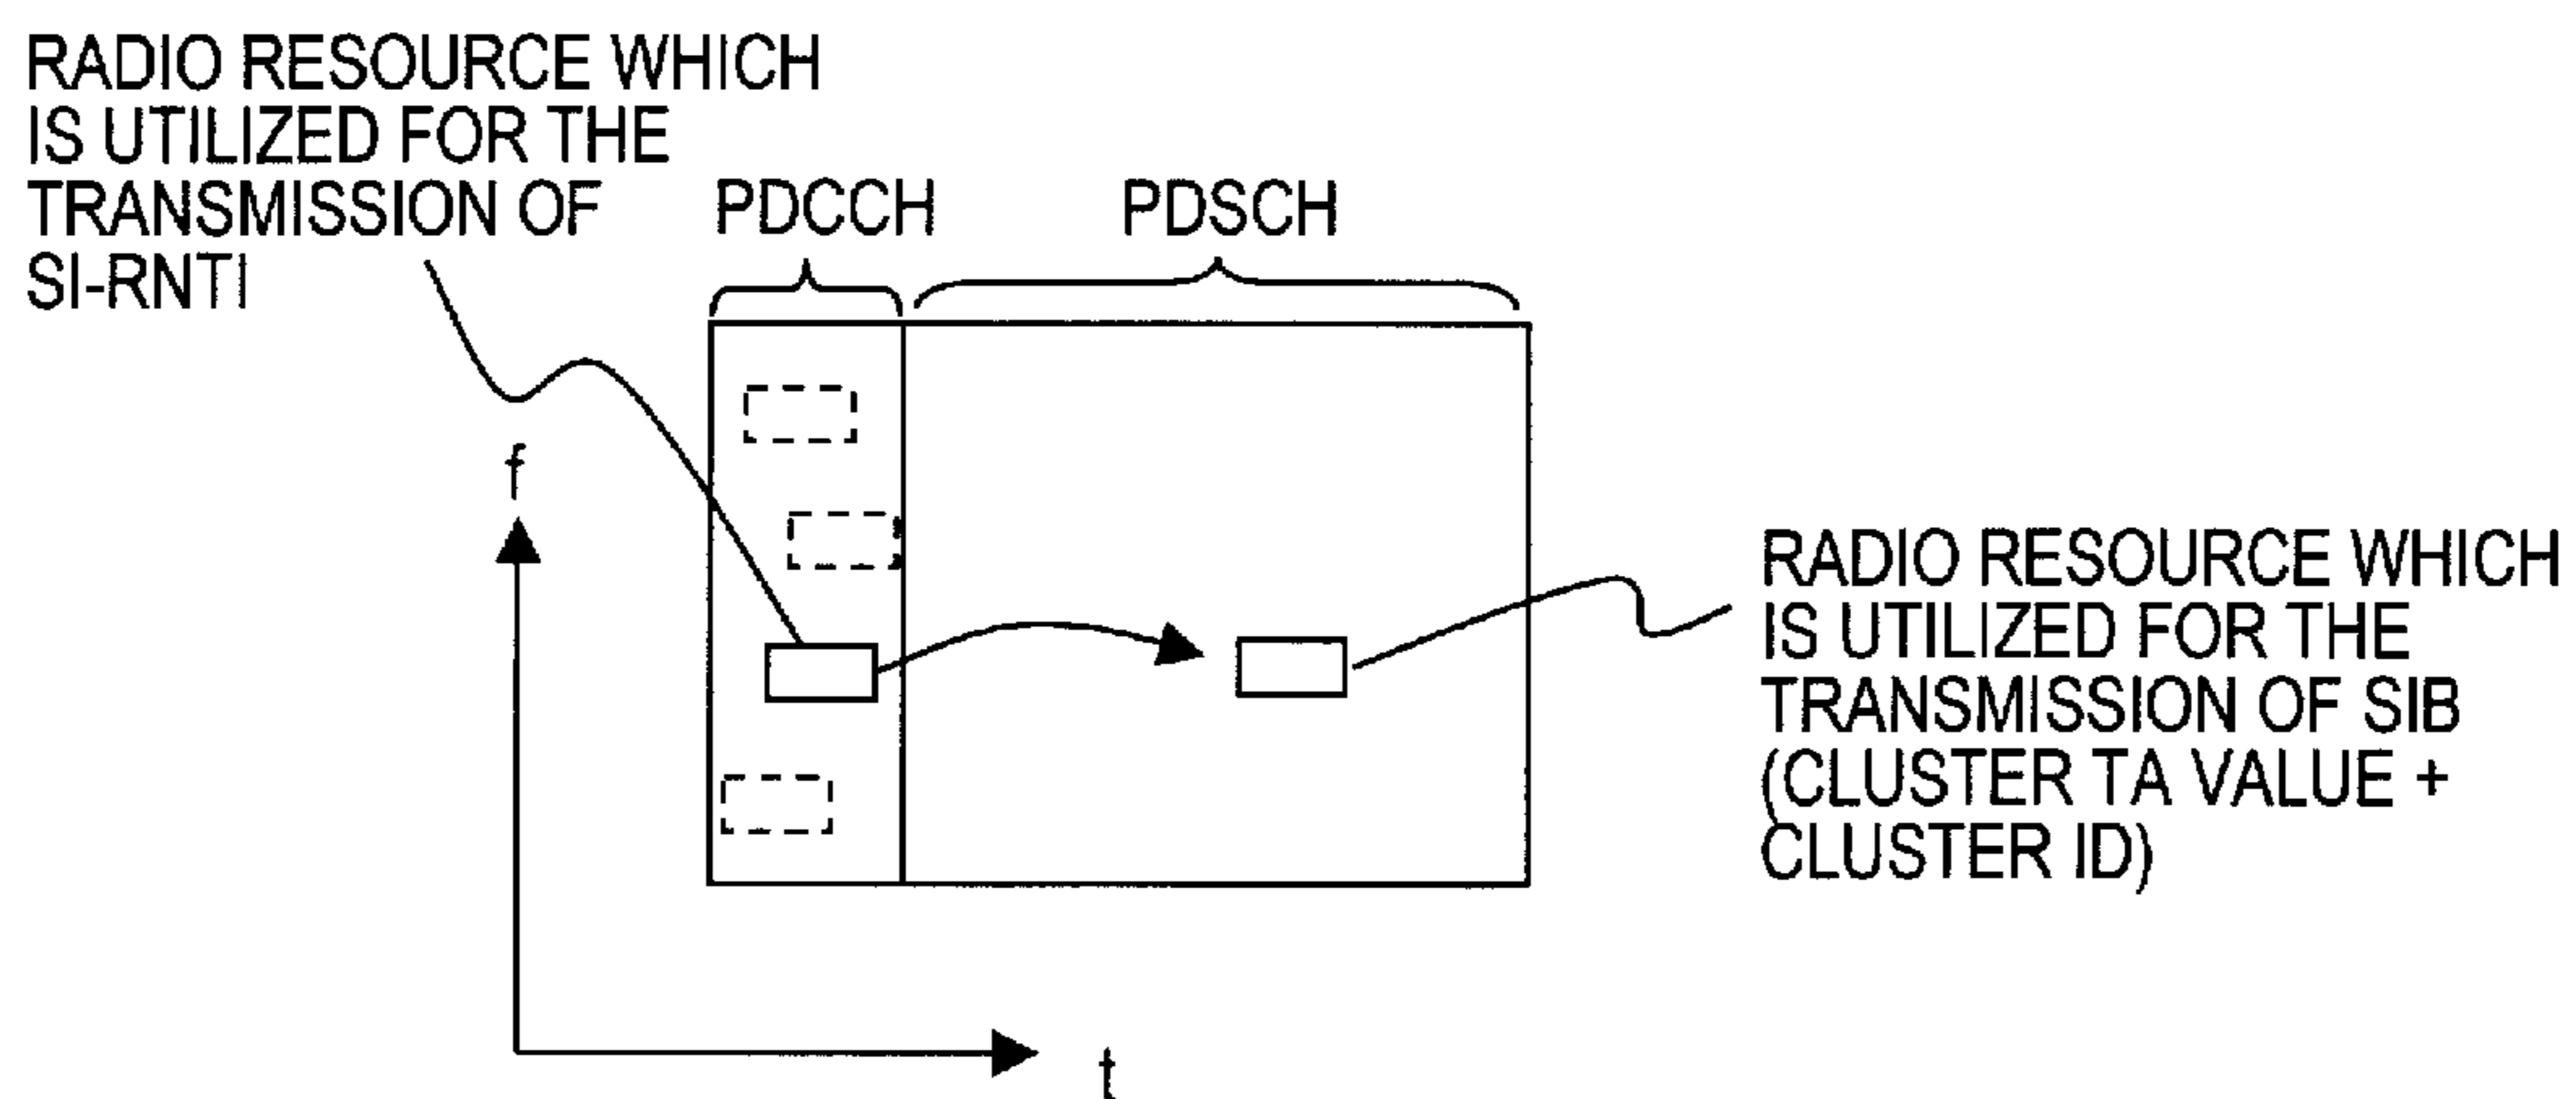 RADIO RESOURCE WHICH
IS UTILIZED FOR THE
TRANSMISSION OF
SI-RNTI
PDCCH
PDSCH
f
RADIO RESOURCE WHICH
IS UTILIZED FOR THE
TRANSMISSION OF SIB
(CLUSTER TA VALUE +
CLUSTER ID)
t